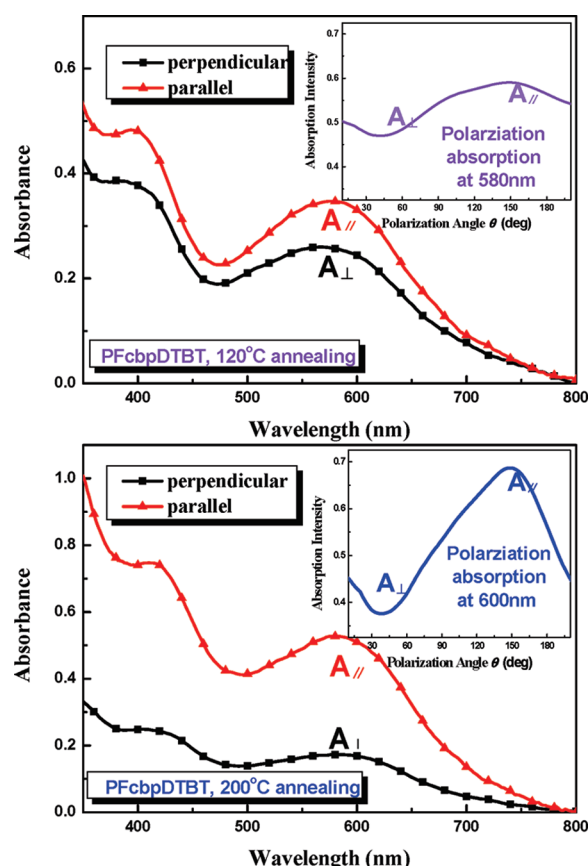 perpendicular
parallel
Absorbance
0.6
0.4
0.2
0.0
400
500
600
700
800
Wavelength (nm)
A//
A⊥
PFcbpDTBT, 120°C annealing
Absorption Intensity
0.7
0.6
0.5
0.4
30
60
90
120
150
180
Polarization Angle θ (deg)
A⊥
A//
Polarziation
absorption
at 580nm
perpendicular
parallel
Absorbance
1.0
0.8
0.6
0.4
0.2
0.0
400
500
600
700
800
Wavelength (nm)
A//
A⊥
PFcbpDTBT, 200°C annealing
Absorption Intensity
0.7
0.6
0.5
0.4
30
60
90
120
150
180
Polarization Angle θ (deg)
A⊥
A//
Polarziation
absorption
at 600nm